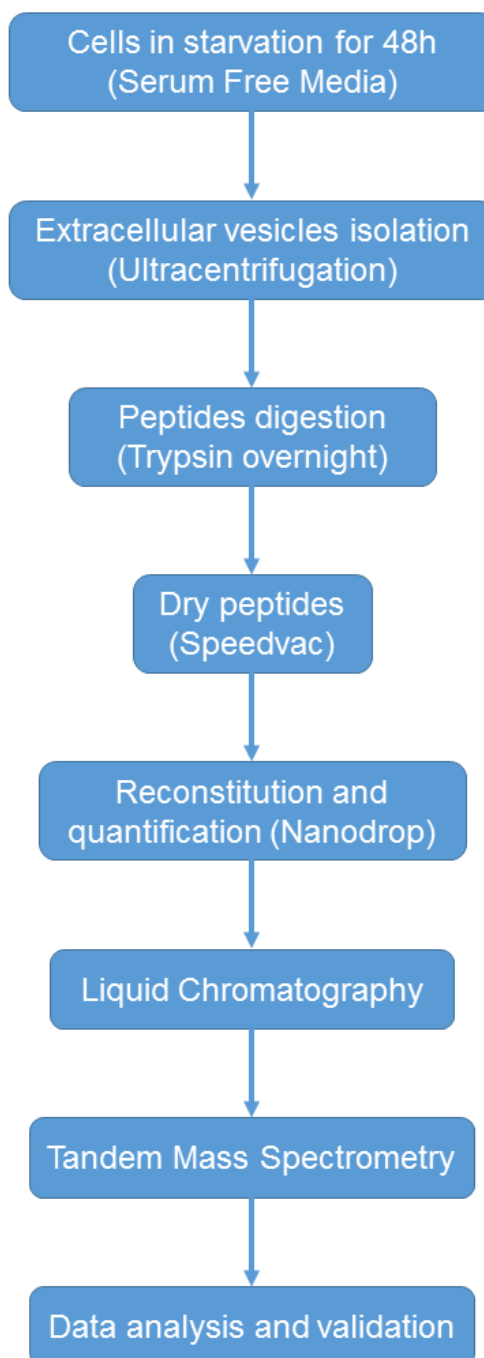 Cells in starvation for 48h
(Serum Free Media)
Extracellular vesicles isolation
(Ultracentrifugation)
Peptides digestion
(Trypsin overnight)
Dry peptides
(Speedvac)
Reconstitution and
quantification (Nanodrop)
Liquid Chromatography
Tandem Mass Spectrometry
Data analysis and validation